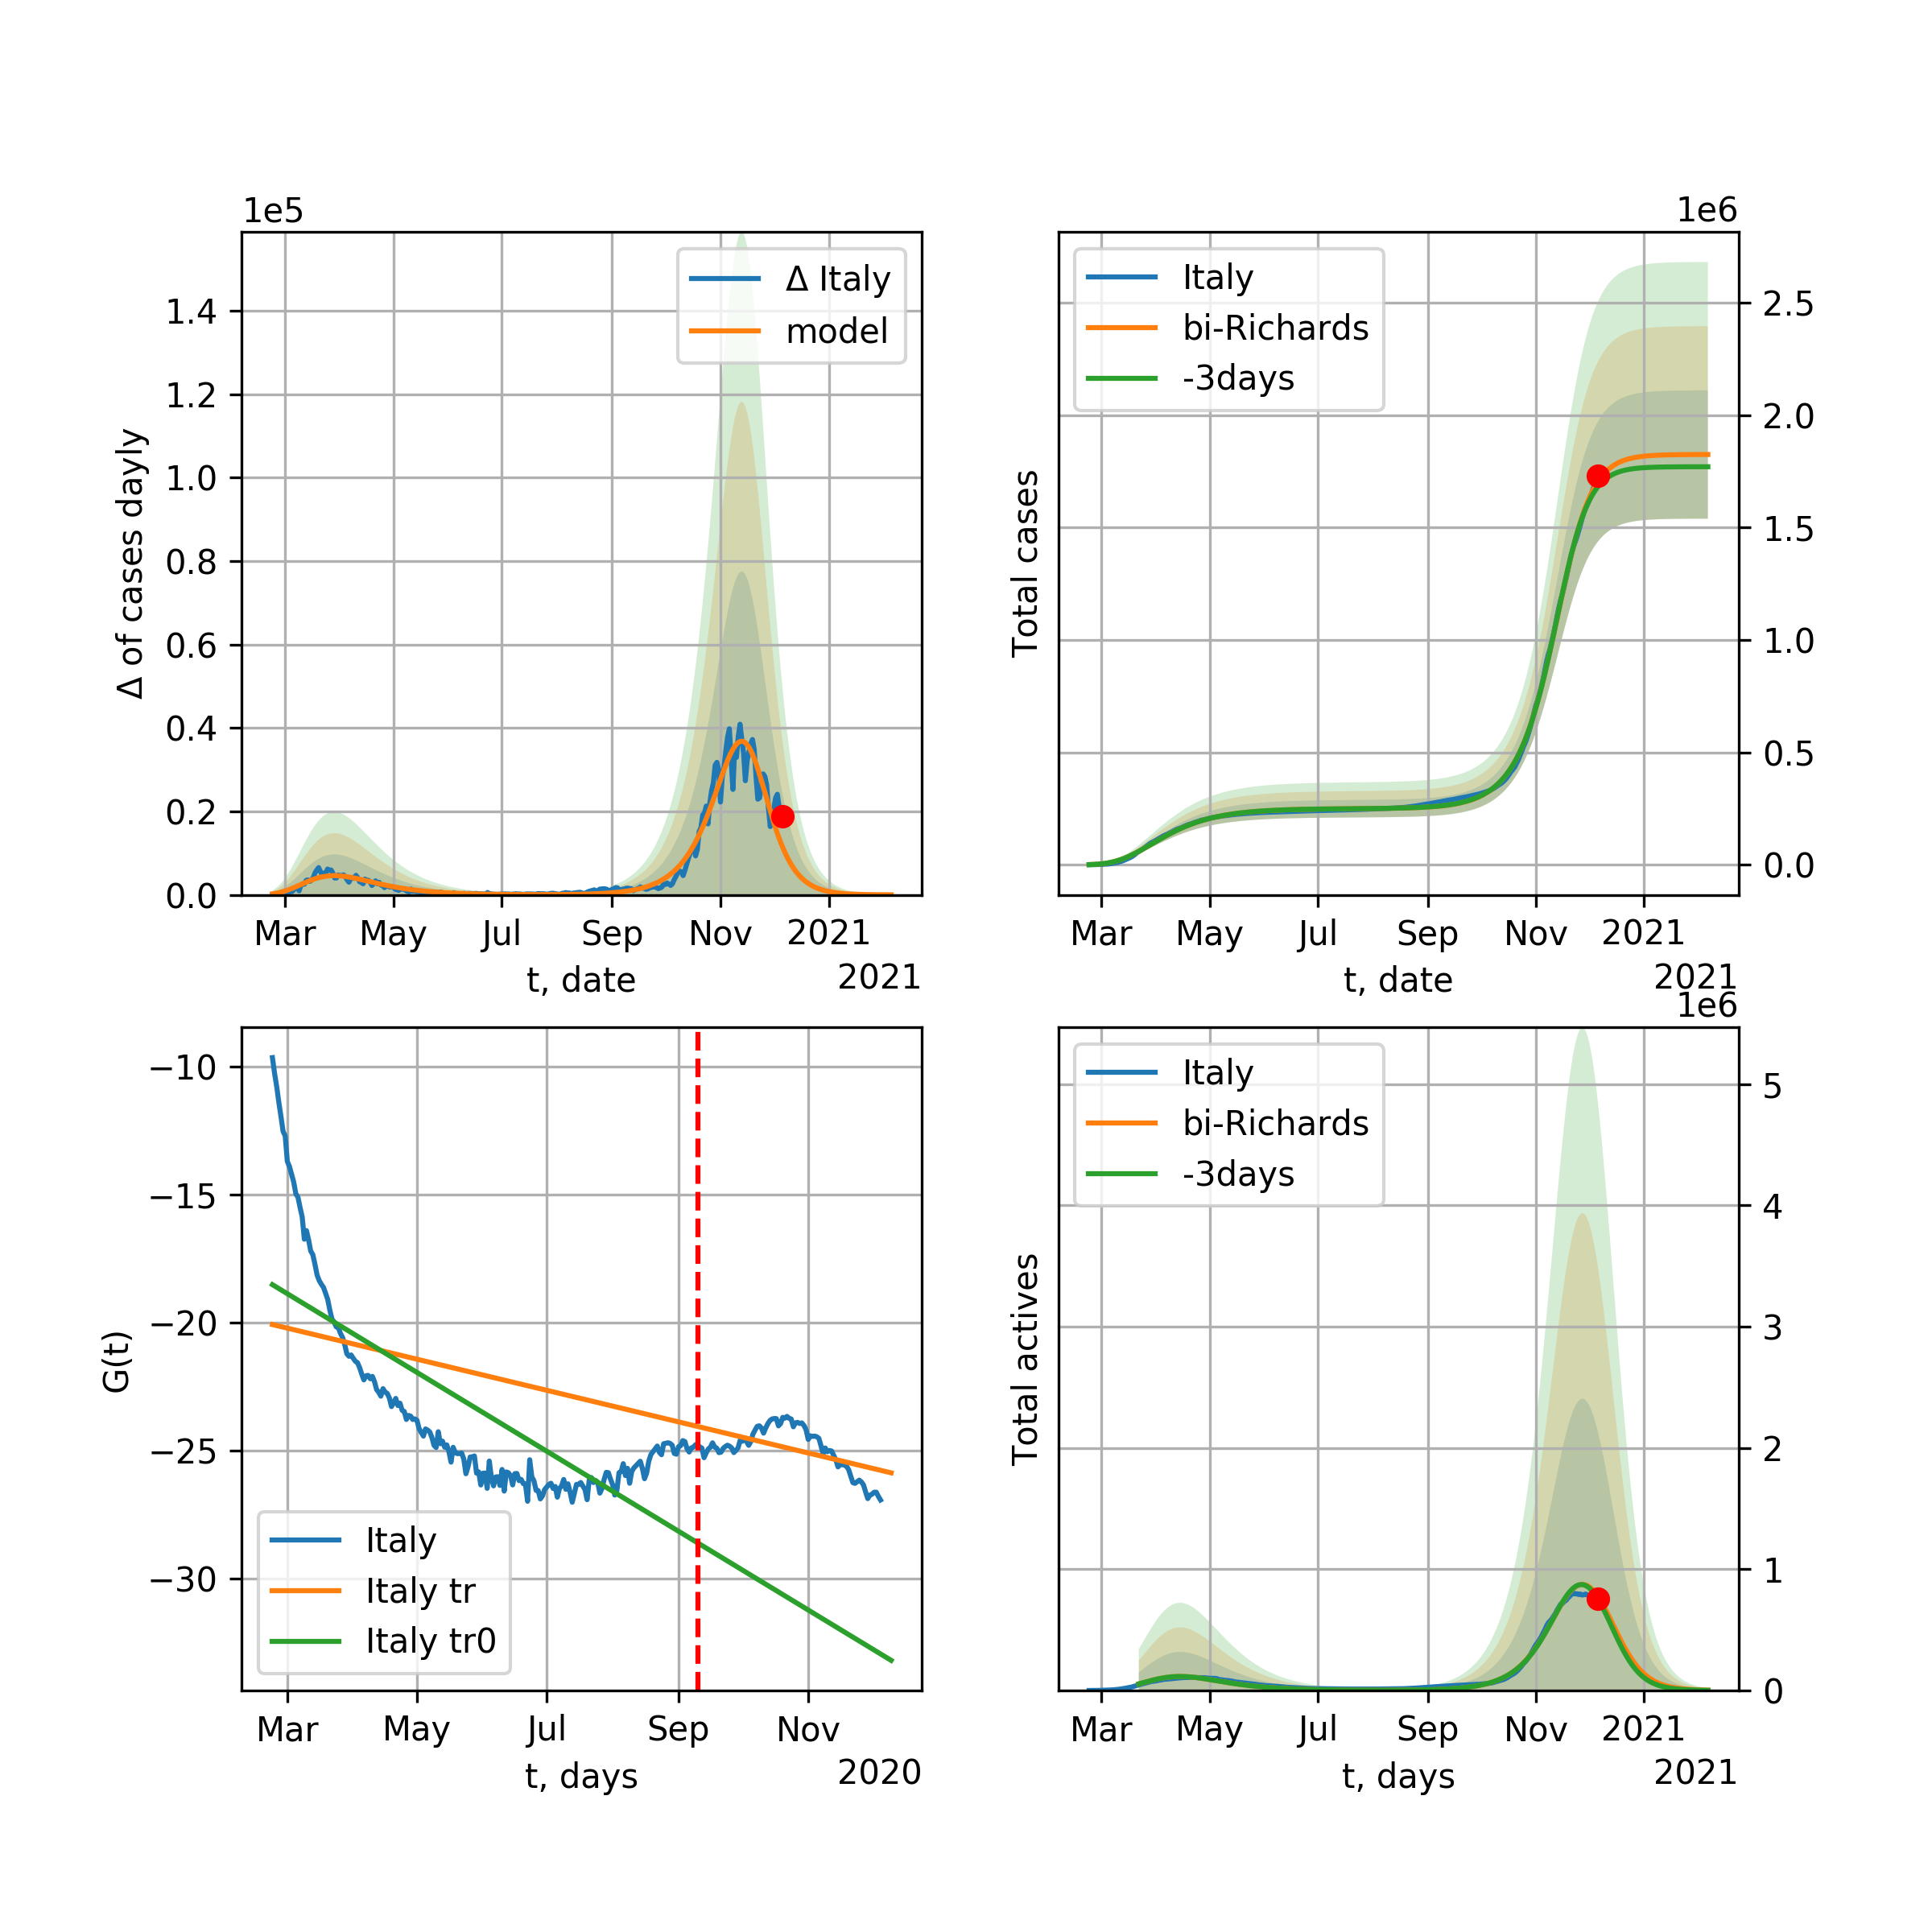 1e5
Δ of cases dayly
1.4
1.2
1.0
0.8
0.6
0.4
0.2
0.0
Δ Italy
model
Mar May Jul Sep Nov 2021
t, date
2021
1e6
Total cases
Italy
bi-Richards
-3days
2.5
2.0
1.5
1.0
0.5
0.0
Mar May Jul Sep Nov 2021
t, date
2021
G(t)
−10
−15
−20
−25
−30
Italy
Italy tr
Italy tr0
Mar May Jul Sep Nov
t, days
2020
1e6
Total actives
Italy
bi-Richards
-3days
5
4
3
2
1
0
Mar May Jul Sep Nov 2021
t, days
2021